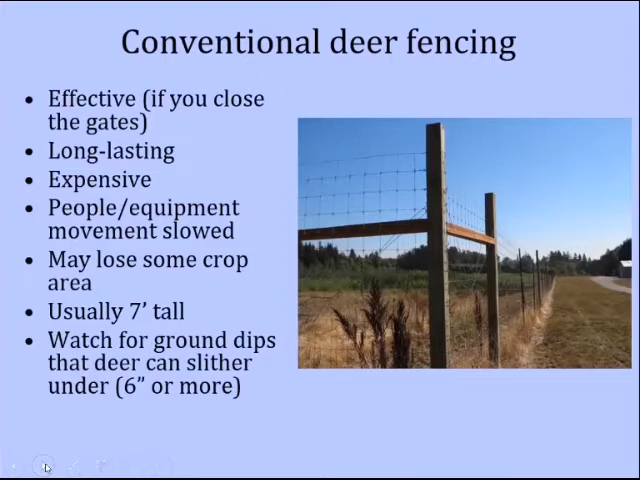 Conventional deer fencing
• Effective (if you close
the gates)
• Long-lasting
• Expensive
• People/equipment
movement slowed
• May lose some crop
area
• Usually 7’ tall
• Watch for ground dips
that deer can slither
under (6” or more)